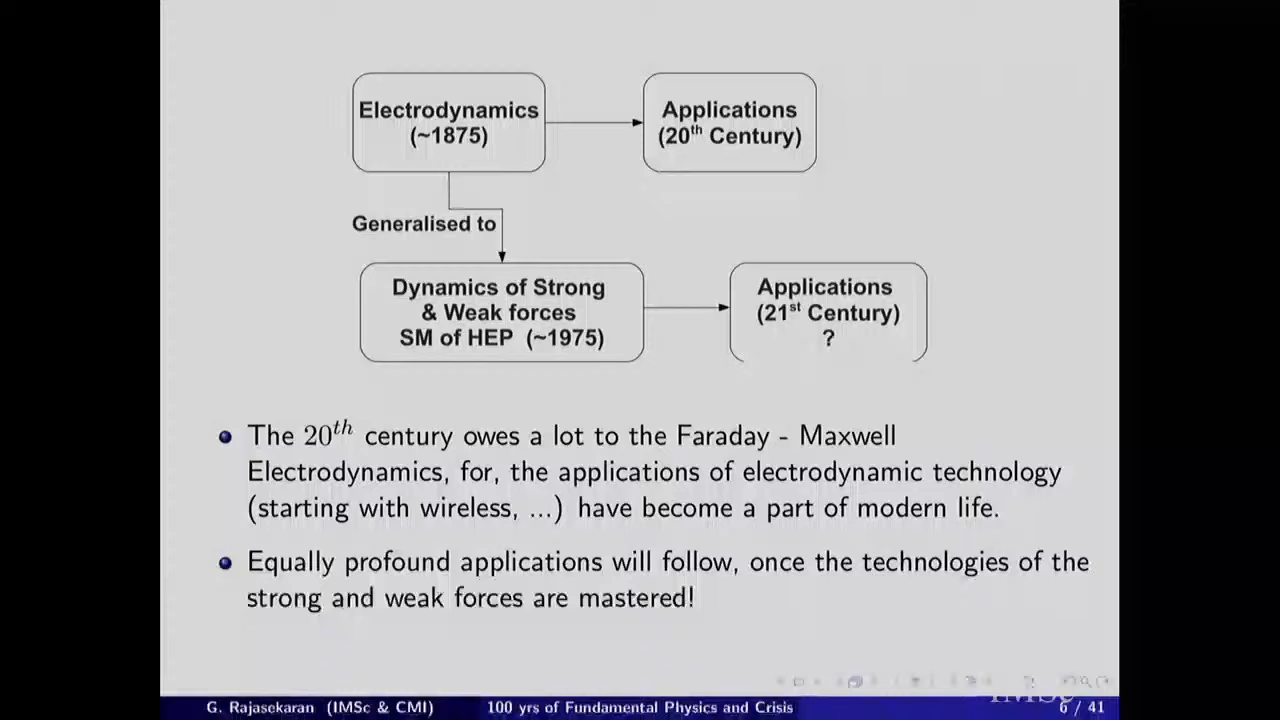 Electrodynamics
(~1875)
Applications
(20th Century)
Generalised to
Dynamics of Strong
& Weak forces
SM of HEP (~1975)
Applications
(21st Century)
?
The 20th century owes a lot to the Faraday - Maxwell
Electrodynamics, for, the applications of electrodynamic technology
(starting with wireless, ...) have become a part of modern life.
Equally profound applications will follow, once the technologies of the
strong and weak forces are mastered!
G. Rajasekaran (IMSc & CMI) 100 yrs of Fundamental Physics and Crisis 6 / 41
IMSc